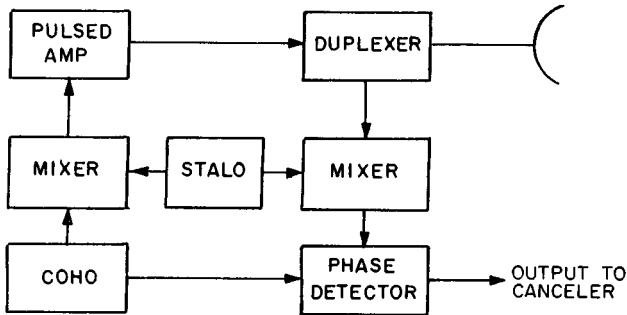 PULSED
AMP
DUPLEXER
MIXER
STALO
MIXER
COHO
PHASE
DETECTOR
OUTPUT TO
CANCELER